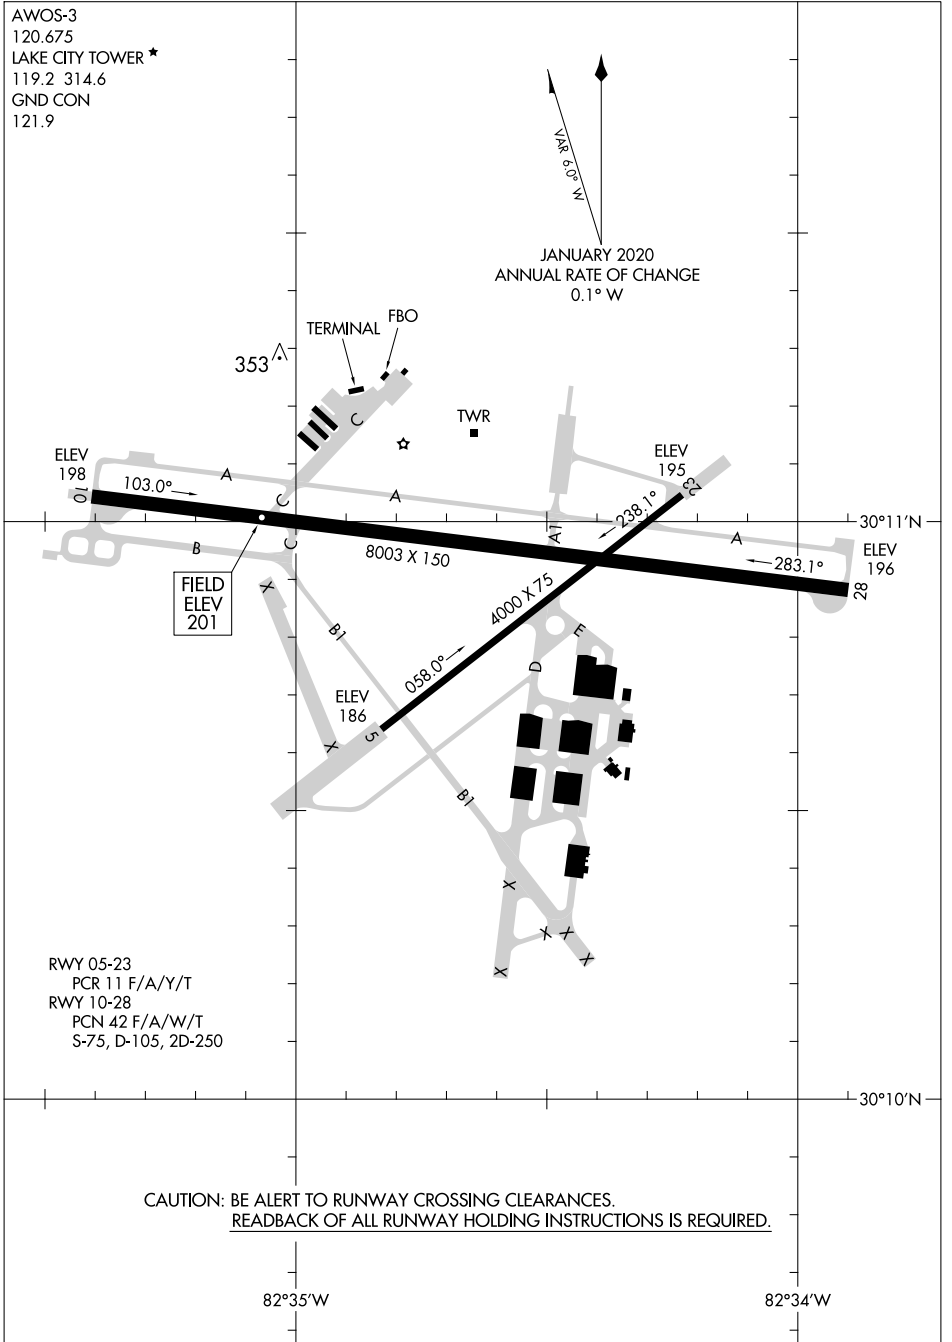 AWOS-3
120.675
LAKE CITY TOWER ★
119.2 314.6
GND CON
121.9
VAR 6.0° W
JANUARY 2020
ANNUAL RATE OF CHANGE
0.1° W
FBO
TERMINAL
353
C
TWR
ELEV
198
ELEV
195
10
103.0°
A
C
A
23
238.1°
30°11'N
B
C
8003 X 150
A1
A
283.1°
ELEV
196
28
FIELD
ELEV
201
X
4000 X 75
B1
E
D
058.0°
ELEV
186
5
X
B1
X
X
X
X
X
RWY 05-23
PCR 11 F/A/Y/T
RWY 10-28
PCN 42 F/A/W/T
S-75, D-105, 2D-250
30°10'N
CAUTION: BE ALERT TO RUNWAY CROSSING CLEARANCES.
READBACK OF ALL RUNWAY HOLDING INSTRUCTIONS IS REQUIRED.
82°35'W
82°34'W